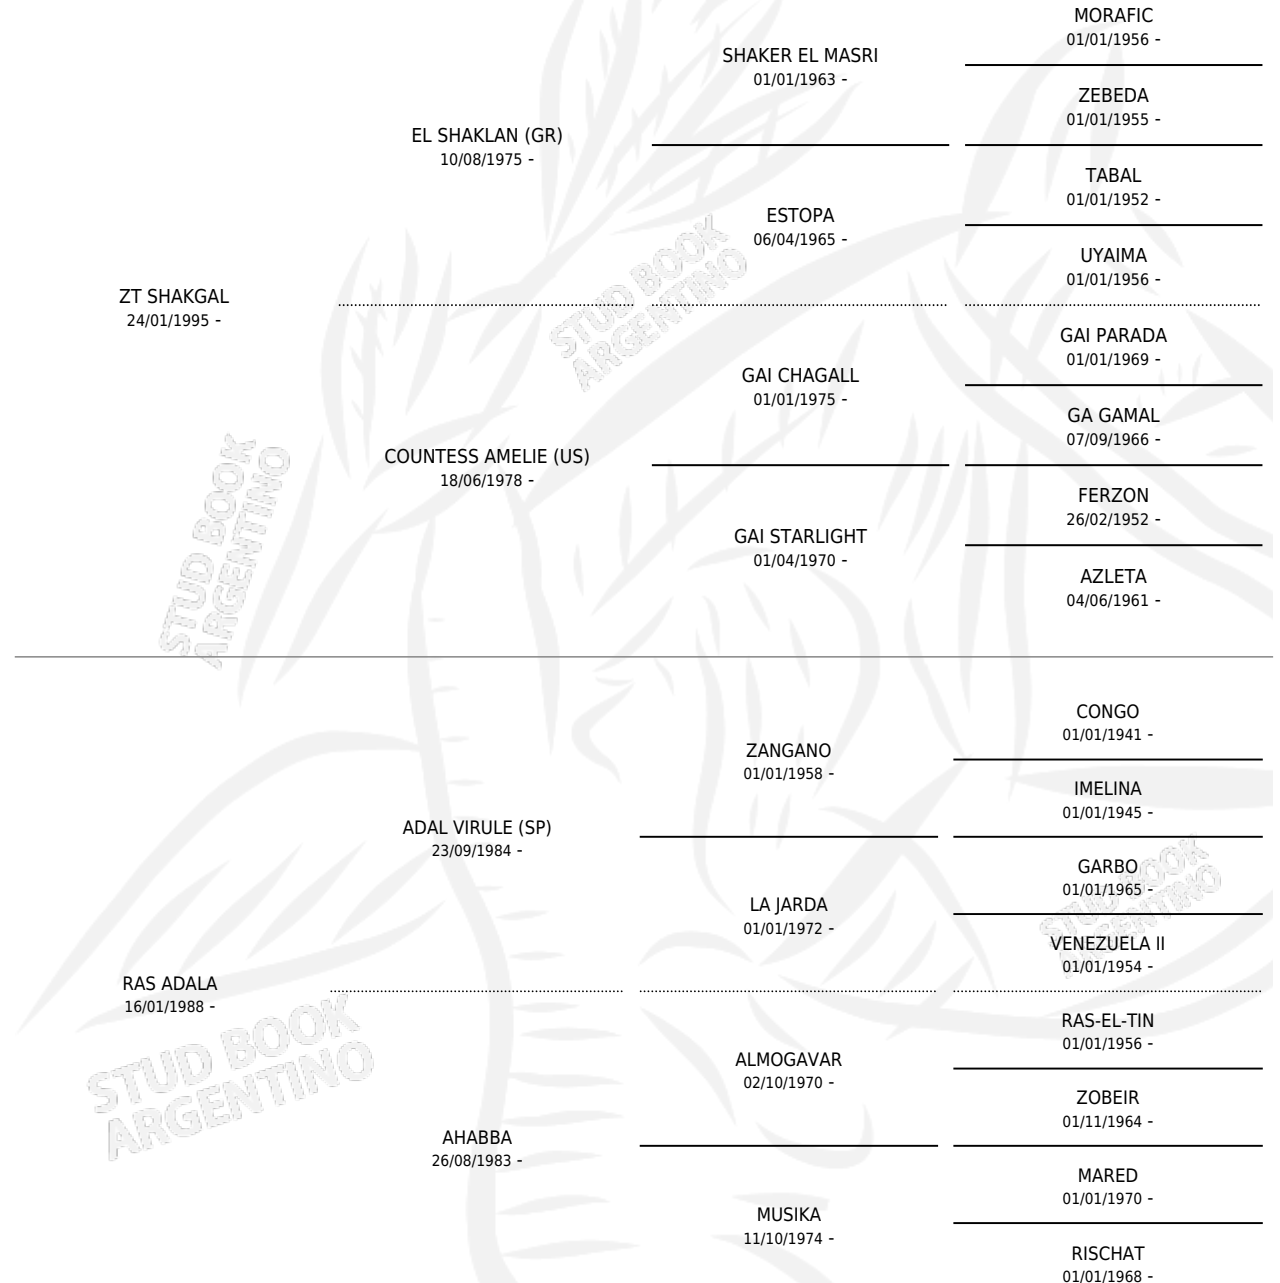 MORAFIC
01/01/1956 -
SHAKER EL MASRI
01/01/1963 -
ZEBEDA
01/01/1955 -
EL SHAKLAN (GR)
10/08/1975 -
TABAL
01/01/1952 -
ESTOPA
06/04/1965 -
UYAIMA
01/01/1956 -
ZT SHAKGAL
24/01/1995 -
GAI PARADA
01/01/1969 -
GAI CHAGALL
01/01/1975 -
GA GAMAL
07/09/1966 -
COUNTESS AMELIE (US)
18/06/1978 -
FERZON
26/02/1952 -
GAI STARLIGHT
01/04/1970 -
AZLETA
04/06/1961 -
STUD BOOK
ARGENTINO
STUD BOOK
ARGENTINO
CONGO
01/01/1941 -
ZANGANO
01/01/1958 -
IMELINA
01/01/1945 -
ADAL VIRULE (SP)
23/09/1984 -
GARBO
01/01/1965 -
LA JARDA
01/01/1972 -
VENEZUELA II
01/01/1954 -
RAS ADALA
16/01/1988 -
RAS-EL-TIN
01/01/1956 -
ALMOGAVAR
02/10/1970 -
ZOBEIR
01/11/1964 -
AHABBA
26/08/1983 -
MARED
01/01/1970 -
MUSIKA
11/10/1974 -
RISCHAT
01/01/1968 -
STUD BOOK
ARGENTINO
STUD BOOK
ARGENTINO